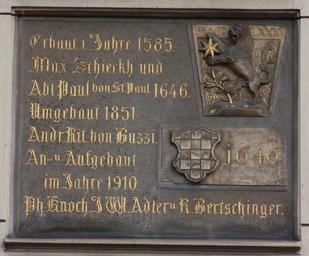 Erbaut i. Jahre 1585.
Max Schierkh und
Abt Paul von St Paul 1646.
Umgebaut 1851
Andr. Rit. von Buzzi.
An- u. Aufgebaut
im Jahre 1910.
Ph. Knoch, J. W. Adler u. R. Bertschinger.
1646